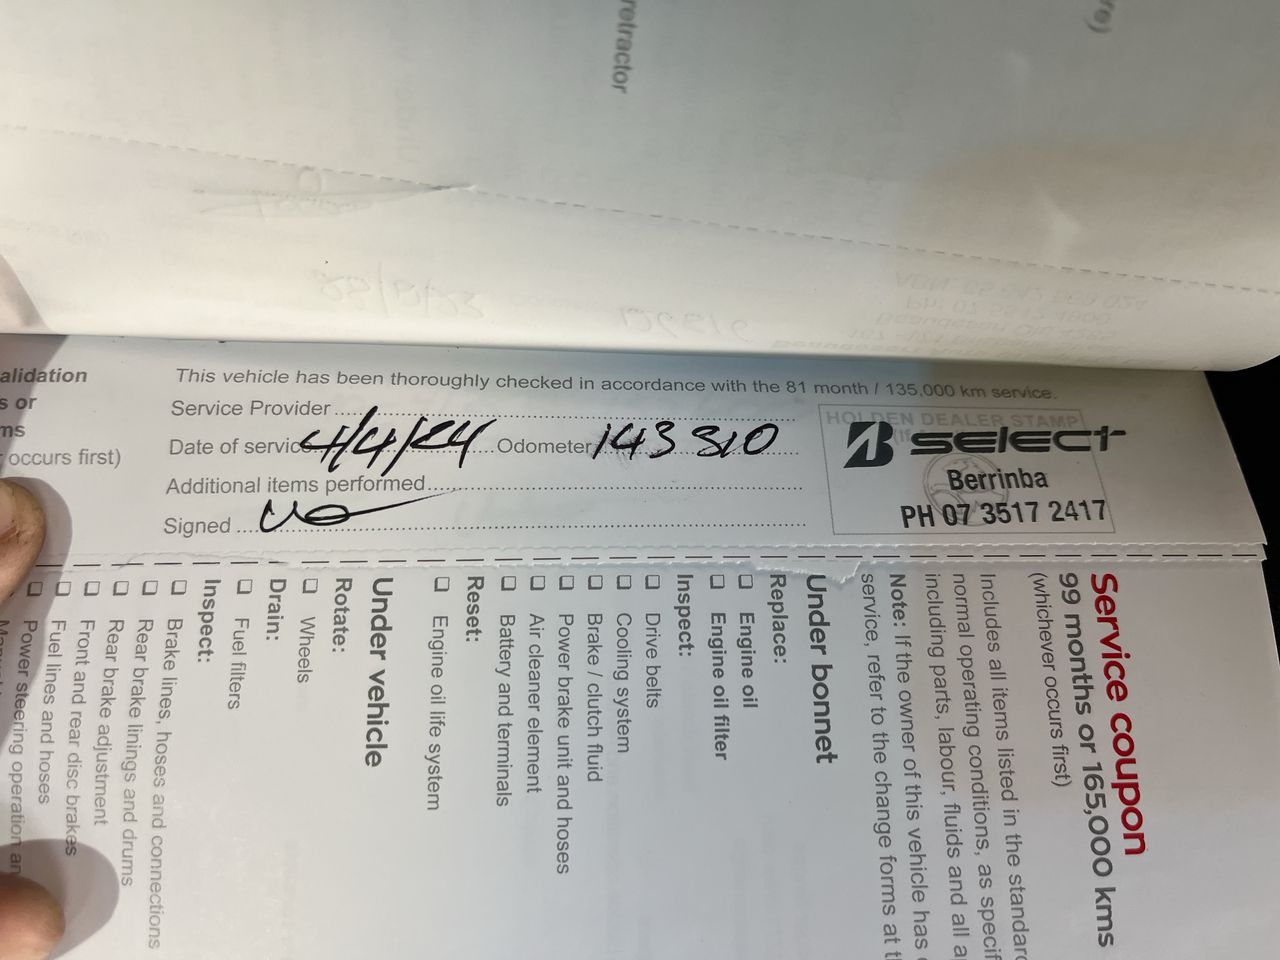 retractor
re)
alidation
s or
ms
occurs first)
This vehicle has been thoroughly checked in accordance with the 81 month / 135,000 km service.
Service Provider
Date of service 4/4/24 Odometer 143 810
Additional items performed
Signed
HOLDEN DEALER STAMP
select
Berrinba
PH 07 3517 2417
Service coupon
99 months or 165,000 kms
(whichever occurs first)
Includes all items listed in the standard
normal operating conditions, as specif
including parts, labour, fluids and all a
Note: If the owner of this vehicle has
service, refer to the change forms at t
Under bonnet
Replace:
☐ Engine oil
☐ Engine oil filter
Inspect:
☐ Drive belts
☐ Cooling system
☐ Brake / clutch fluid
☐ Power brake unit and hoses
☐ Air cleaner element
☐ Battery and terminals
Reset:
☐ Engine oil life system
Under vehicle
Rotate:
☐ Wheels
Drain:
☐ Fuel filters
Inspect:
☐ Brake lines, hoses and connections
☐ Rear brake linings and drums
☐ Rear brake adjustment
☐ Front and rear disc brakes
☐ Fuel lines and hoses
☐ Power steering operation an